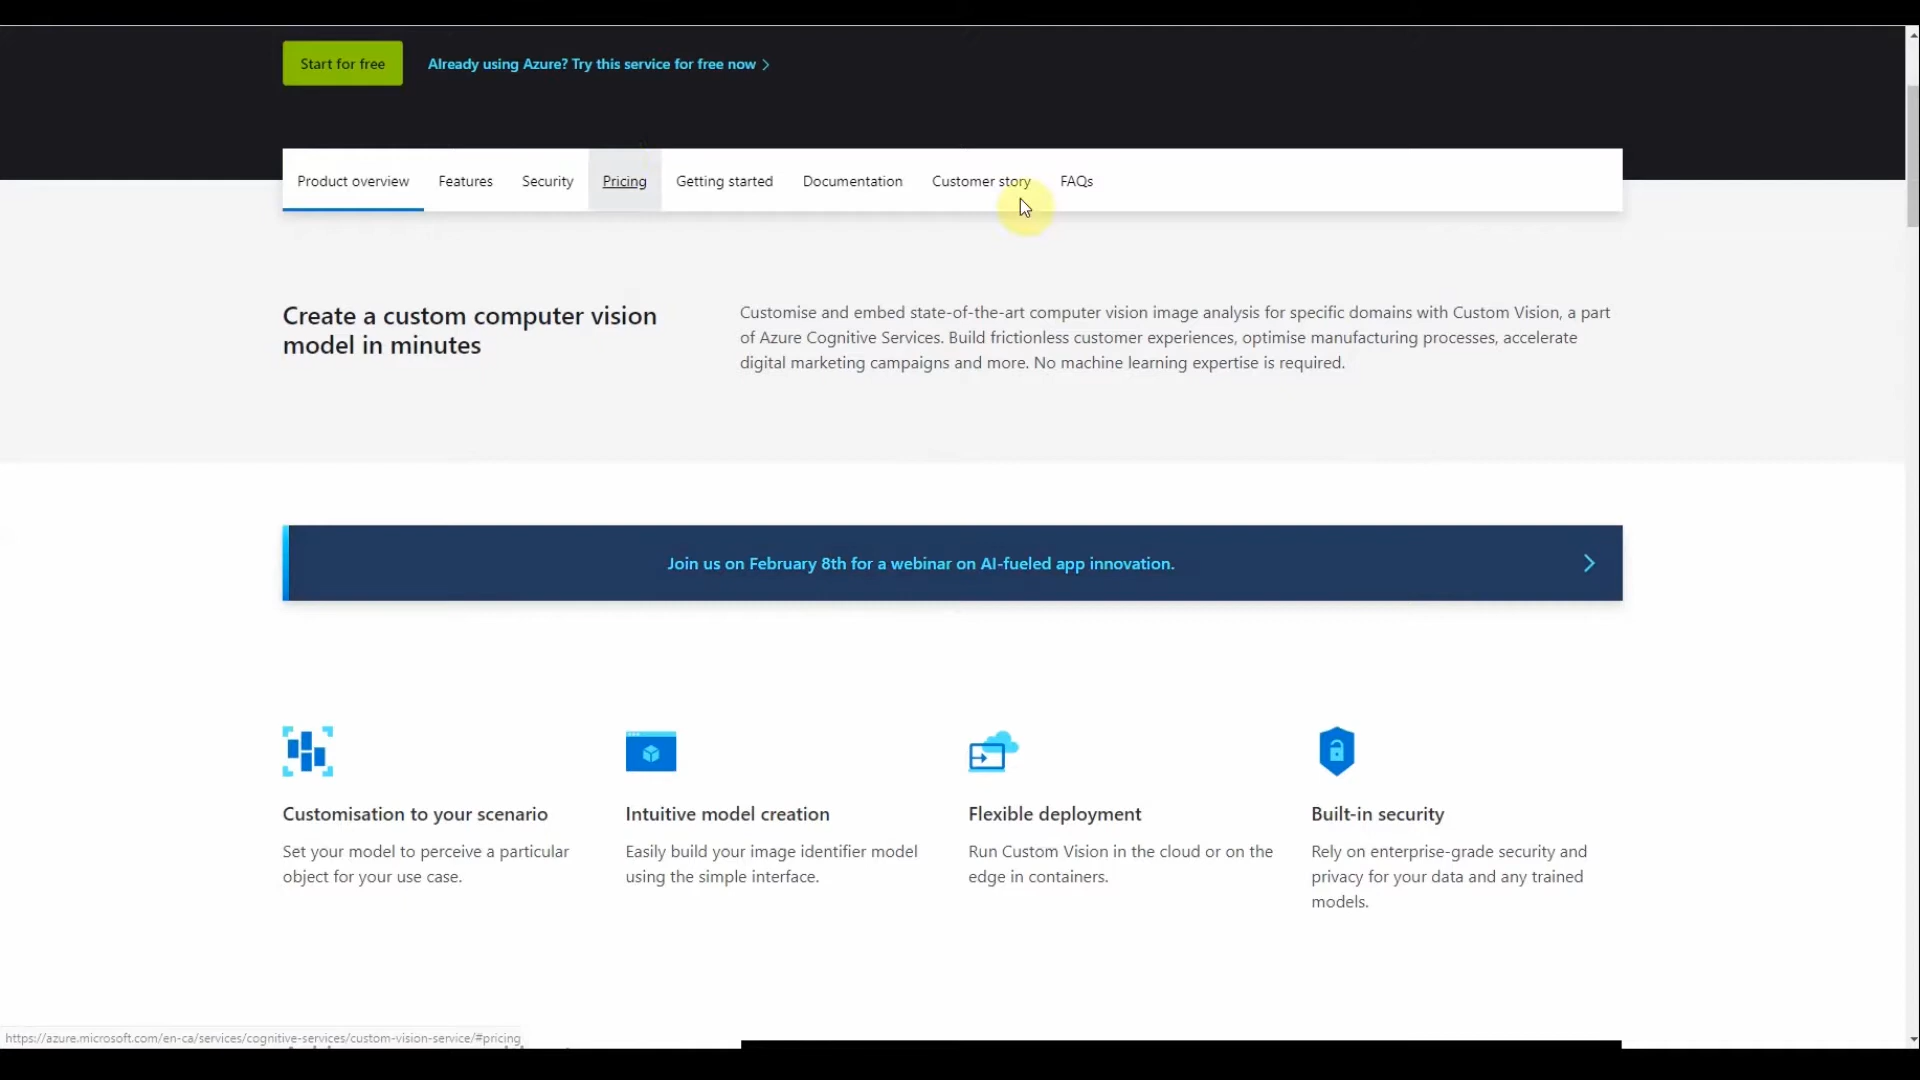 Start for free
Already using Azure? Try this service for free now
Product overview
Features
Security
Pricing
Getting started
Documentation
Customer story
FAQs
Create a custom computer vision
model in minutes
Customise and embed state-of-the-art computer vision image analysis for specific domains with Custom Vision, a part
of Azure Cognitive Services. Build frictionless customer experiences, optimise manufacturing processes, accelerate
digital marketing campaigns and more. No machine learning expertise is required.
Join us on February 8th for a webinar on AI-fueled app innovation.
Customisation to your scenario
Set your model to perceive a particular
object for your use case.
Intuitive model creation
Easily build your image identifier model
using the simple interface.
Flexible deployment
Run Custom Vision in the cloud or on the
edge in containers.
Built-in security
Rely on enterprise-grade security and
privacy for your data and any trained
models.
https://azure.microsoft.com/en-ca/services/cognitive-services/custom-vision-service/#pricing